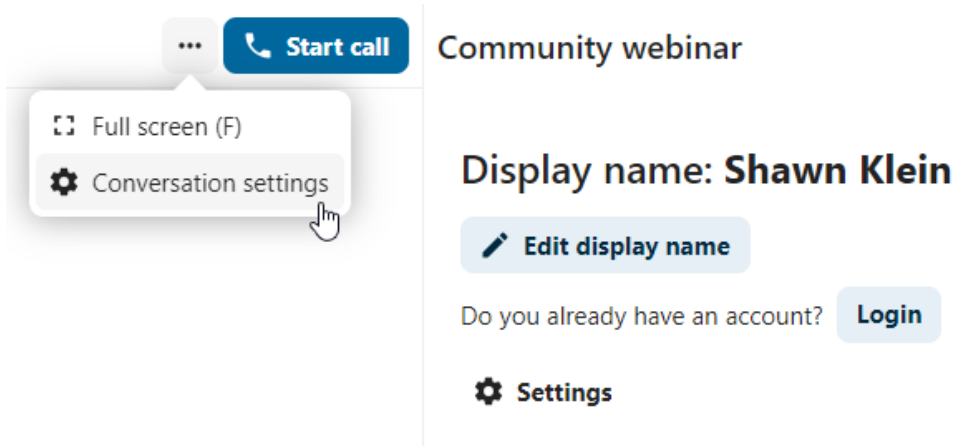 Start call
Full screen (F)
Conversation settings
Community webinar
Display name: Shawn Klein
Edit display name
Do you already have an account? Login
Settings